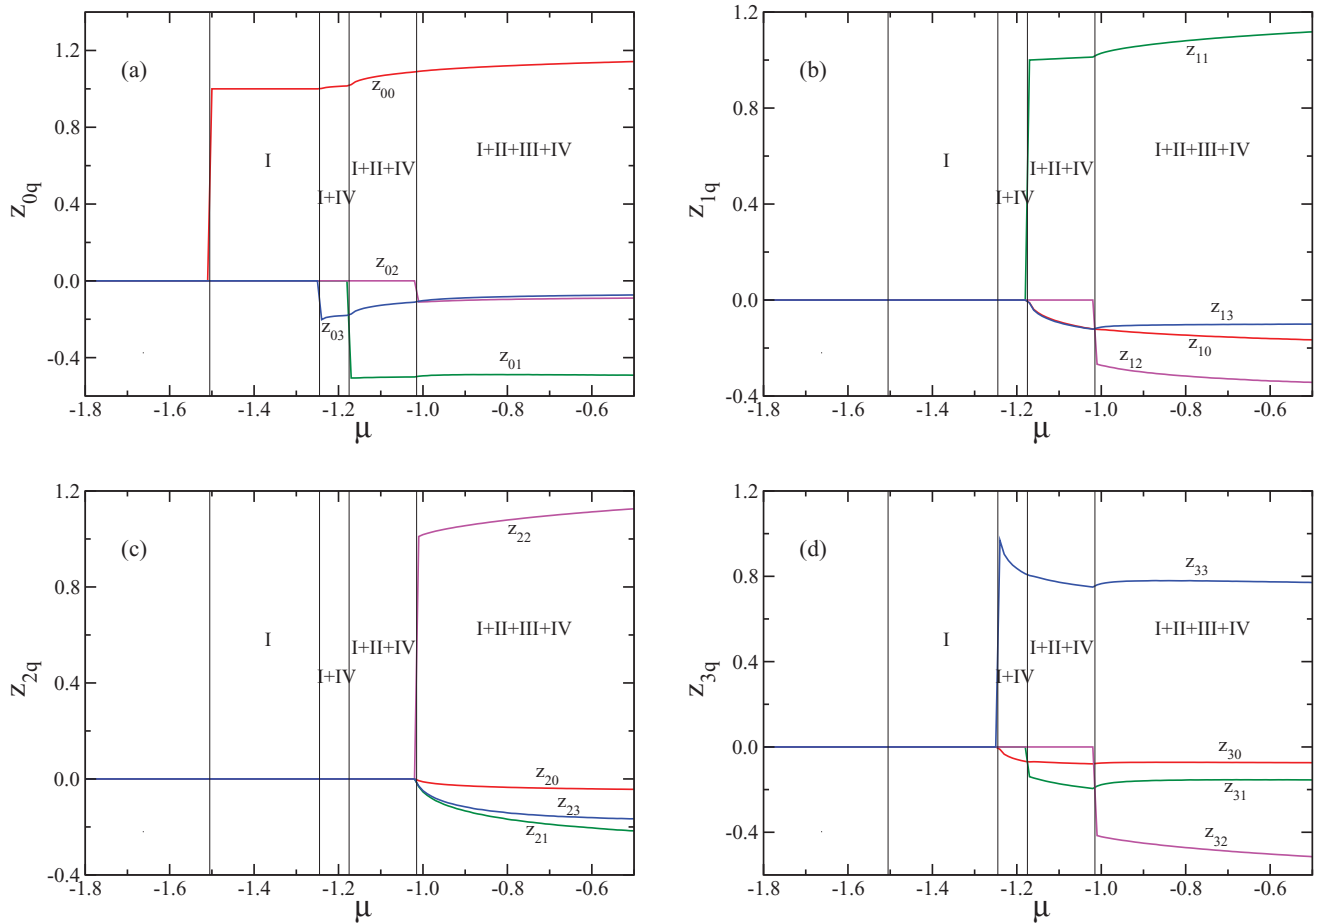 (a)
1.2
0.8
0.4
0.0
-0.4
z0q
z00
I
I+IV
I+II+IV
I+II+III+IV
z02
z03
z01
-1.8 -1.6 -1.4 -1.2 -1.0 -0.8 -0.6
μ
(b)
1.2
0.8
0.4
0.0
-0.4
z1q
z11
I
I+IV
I+II+IV
I+II+III+IV
z13
z10
z12
-1.8 -1.6 -1.4 -1.2 -1.0 -0.8 -0.6
μ
(c)
1.2
0.8
0.4
0.0
-0.4
z2q
z22
I
I+IV
I+II+IV
I+II+III+IV
z20
z23
z21
-1.8 -1.6 -1.4 -1.2 -1.0 -0.8 -0.6
μ
(d)
1.2
0.8
0.4
0.0
-0.4
z3q
z33
I
I+IV
I+II+IV
I+II+III+IV
z30
z31
z32
-1.8 -1.6 -1.4 -1.2 -1.0 -0.8 -0.6
μ